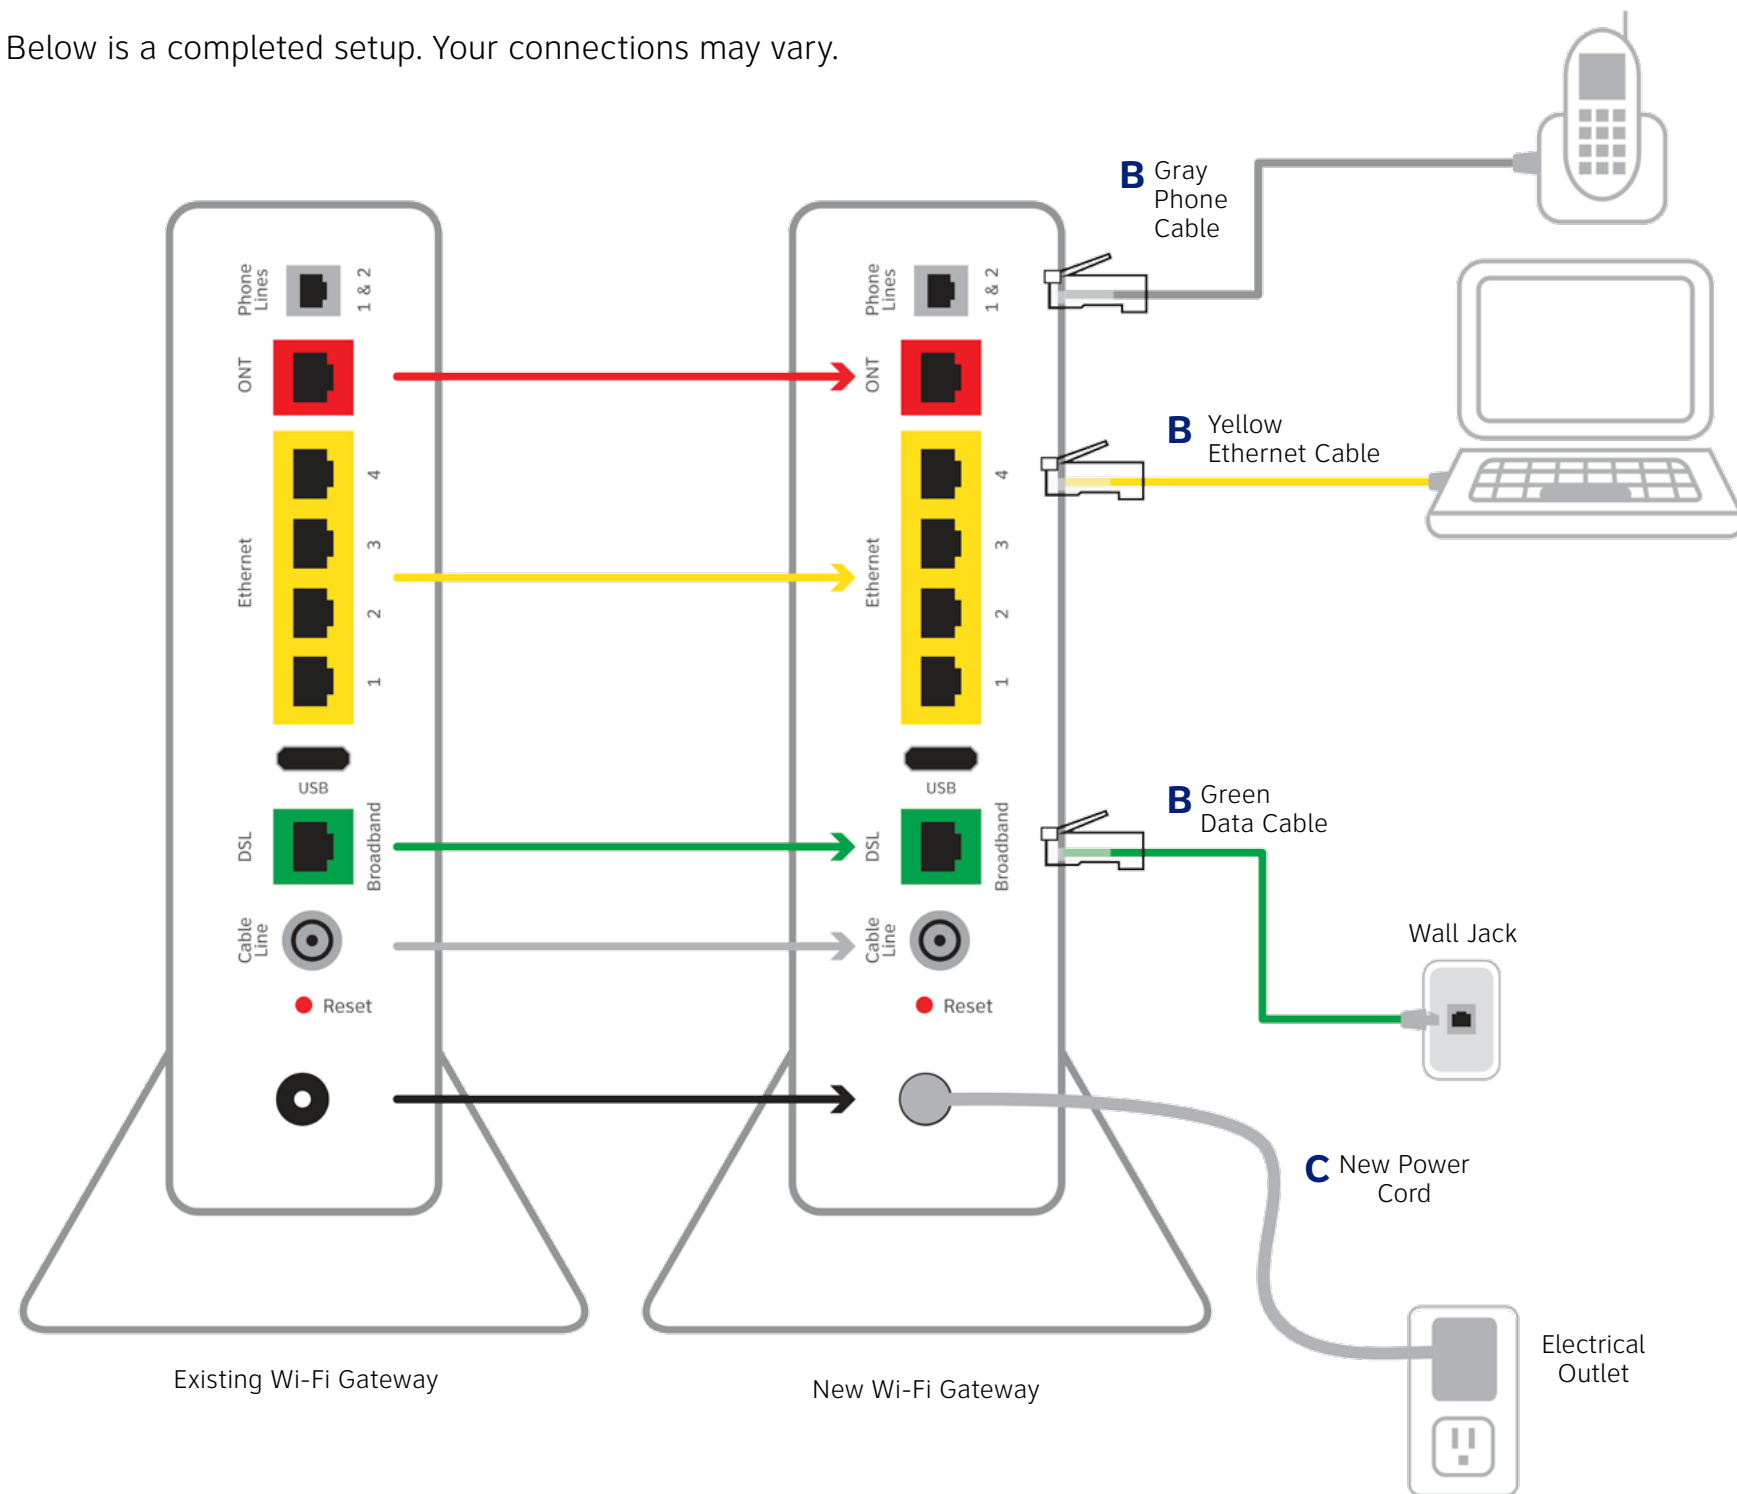 Below is a completed setup. Your connections may vary.
B Gray
Phone
Cable
Phone
Lines
1 & 2
Phone
Lines
1 & 2
ONT
ONT
B Yellow
Ethernet Cable
Ethernet
4
3
2
1
Ethernet
4
3
2
1
USB
USB
B Green
Data Cable
DSL
Broadband
DSL
Broadband
Cable
Line
Cable
Line
Wall Jack
Reset
Reset
C New Power
Cord
Electrical
Outlet
Existing Wi-Fi Gateway
New Wi-Fi Gateway